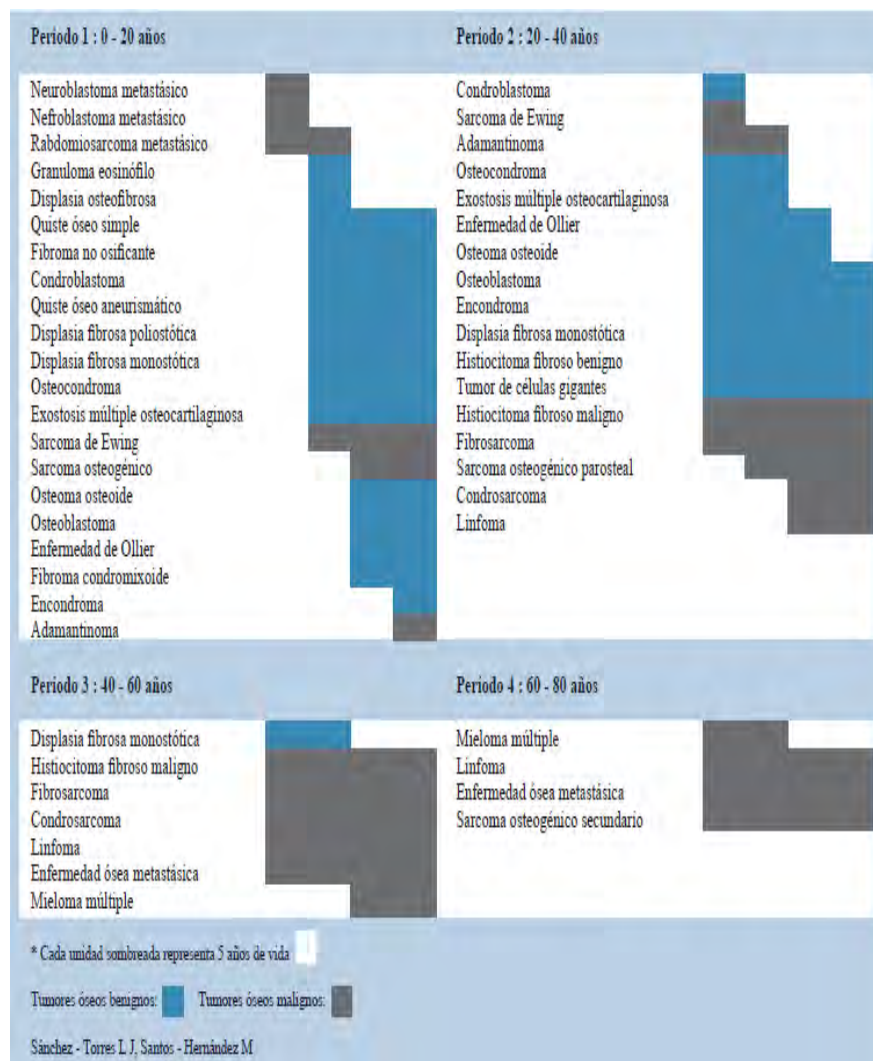 Periodo 1 : 0 - 20 años
Neuroblastoma metastásico
Nefroblastoma metastásico
Rabdomiosarcoma metastásico
Granuloma eosinófilo
Displasia osteofibrosa
Quiste óseo simple
Fibroma no osificante
Condroblastoma
Quiste óseo aneurismático
Displasia fibrosa poliostótica
Displasia fibrosa monostótica
Osteocondroma
Exostosis múltiple osteocartilaginosa
Sarcoma de Ewing
Sarcoma osteogénico
Osteoma osteoide
Osteoblastoma
Enfermedad de Ollier
Fibroma condromixoide
Encondroma
Adamantinoma
Periodo 2 : 20 - 40 años
Condroblastoma
Sarcoma de Ewing
Adamantinoma
Osteocondroma
Exostosis múltiple osteocartilaginosa
Enfermedad de Ollier
Osteoma osteoide
Osteoblastoma
Encondroma
Displasia fibrosa monostótica
Histiocitoma fibroso benigno
Tumor de células gigantes
Histiocitoma fibroso maligno
Fibrosarcoma
Sarcoma osteogénico parosteal
Condrosarcoma
Linfoma
Periodo 3 : 40 - 60 años
Displasia fibrosa monostótica
Histiocitoma fibroso maligno
Fibrosarcoma
Condrosarcoma
Linfoma
Enfermedad ósea metastásica
Mieloma múltiple
Periodo 4 : 60 - 80 años
Mieloma múltiple
Linfoma
Enfermedad ósea metastásica
Sarcoma osteogénico secundario
* Cada unidad sombreada representa 5 años de vida
Tumores óseos benignos: Tumores óseos malignos:
Sánchez - Torres L J, Santos - Hernández M